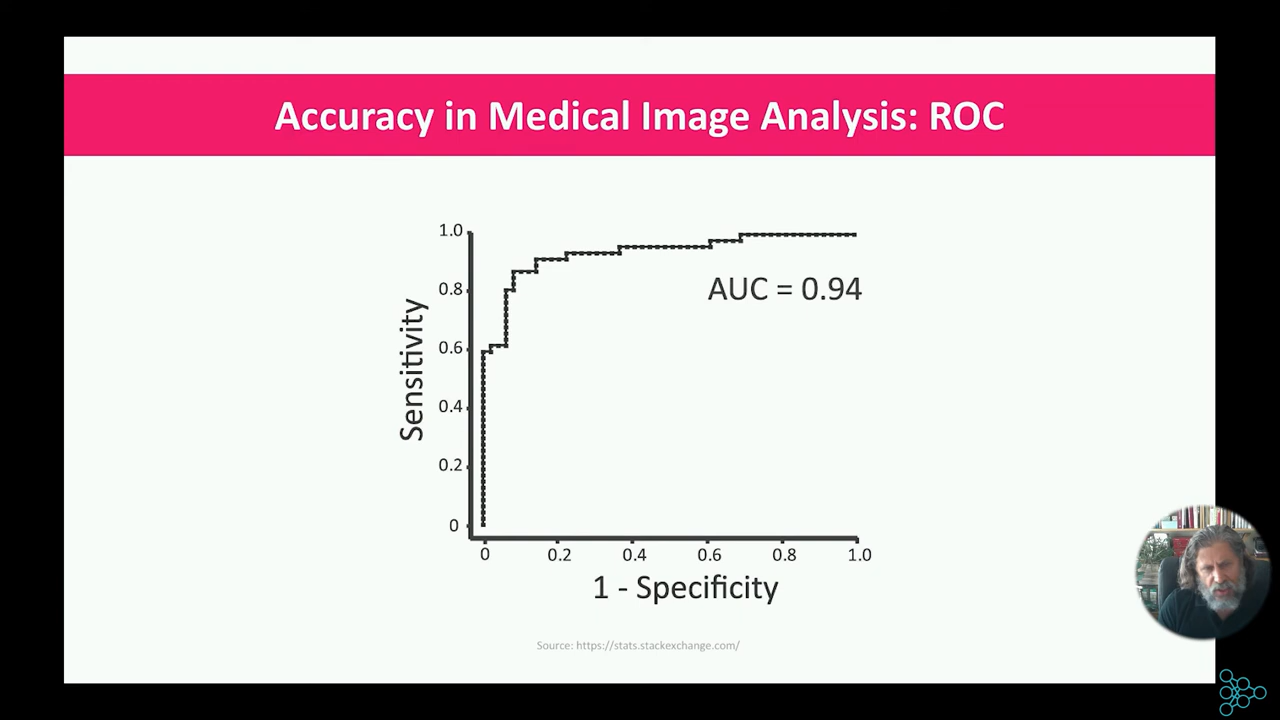 Accuracy in Medical Image Analysis: ROC
1.0
0.8
0.6
0.4
0.2
0
Sensitivity
AUC = 0.94
0 0.2 0.4 0.6 0.8 1.0
1 - Specificity
Source: https://stats.stackexchange.com/